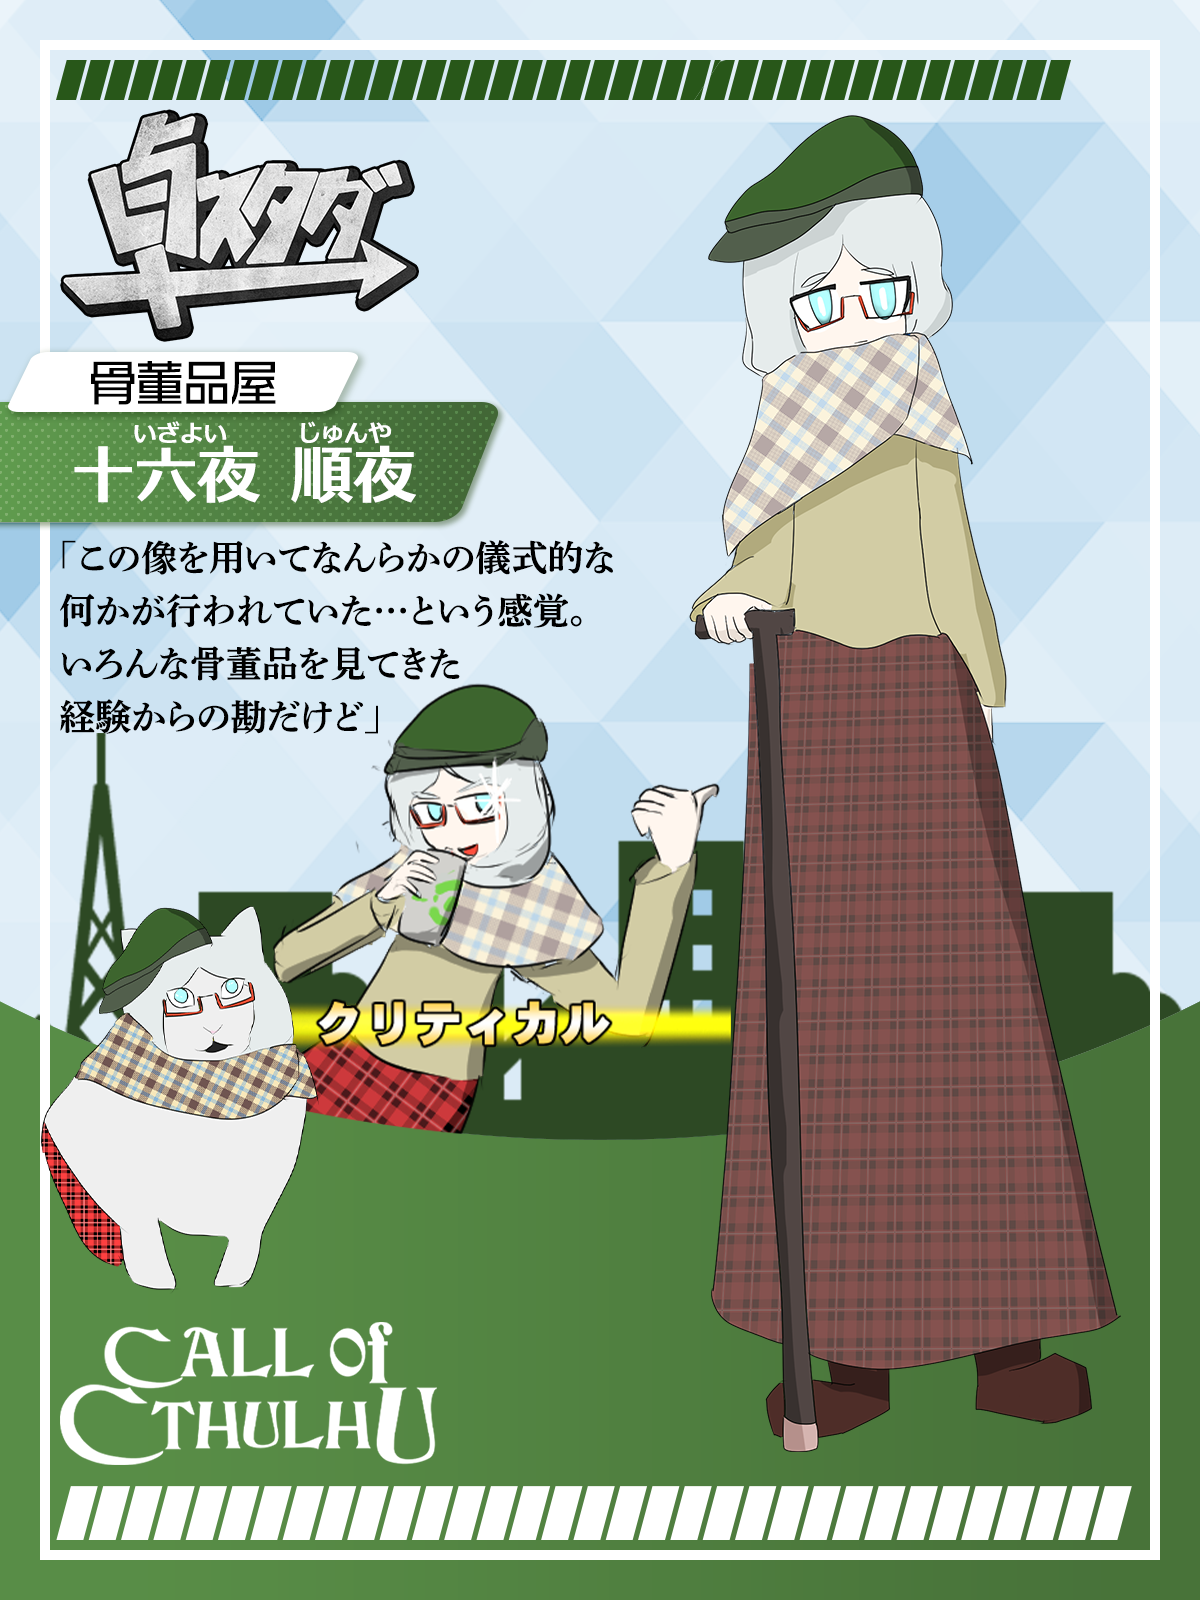 卓スタダ
骨董品屋
いざよい じゅんや
十六夜 順夜
「この像を用いてなんらかの儀式的な
何かが行われていた…という感覚。
いろんな骨董品を見てきた
経験からの勘だけど」
クリティカル
CALL of
CTHULHU